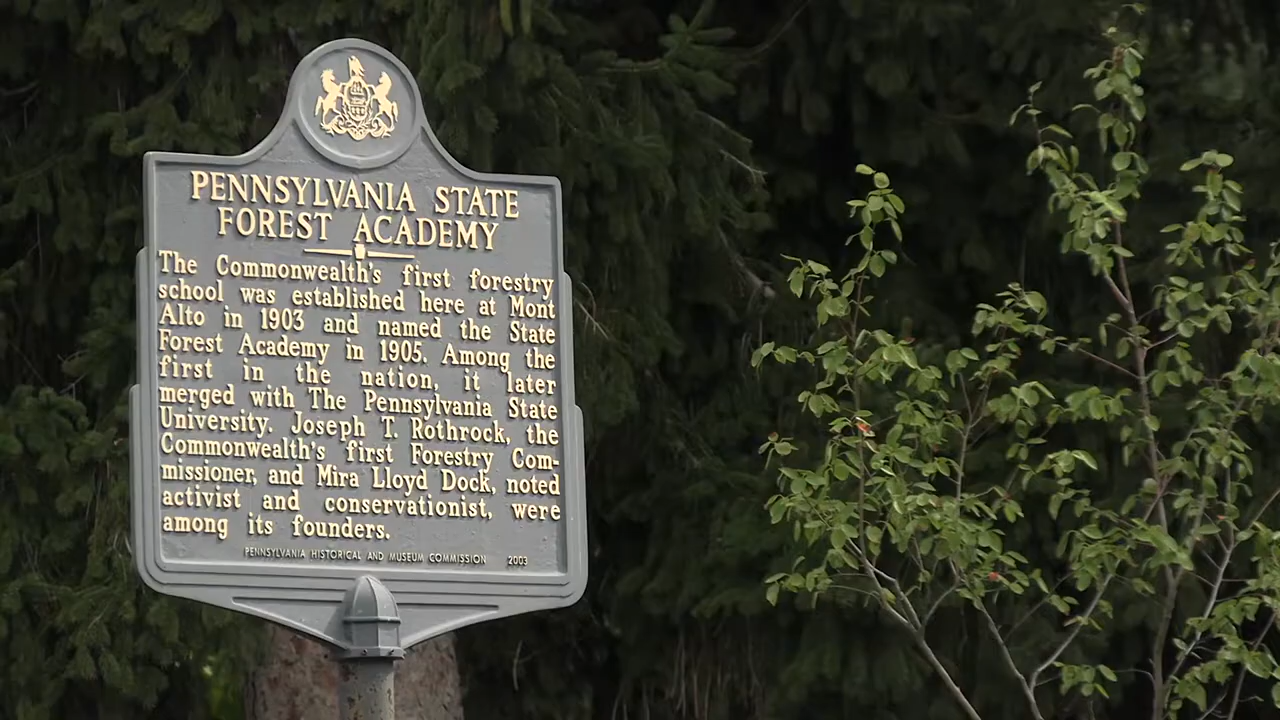 PENNSYLVANIA STATE
FOREST ACADEMY
The Commonwealth's first forestry
school was established here at Mont
Alto in 1903 and named the State
Forest Academy in 1905. Among the
first in the nation, it later
merged with The Pennsylvania State
University. Joseph T. Rothrock, the
Commonwealth's first Forestry Com-
missioner, and Mira Lloyd Dock, noted
activist and conservationist, were
among its founders.
PENNSYLVANIA HISTORICAL AND MUSEUM COMMISSION 2003